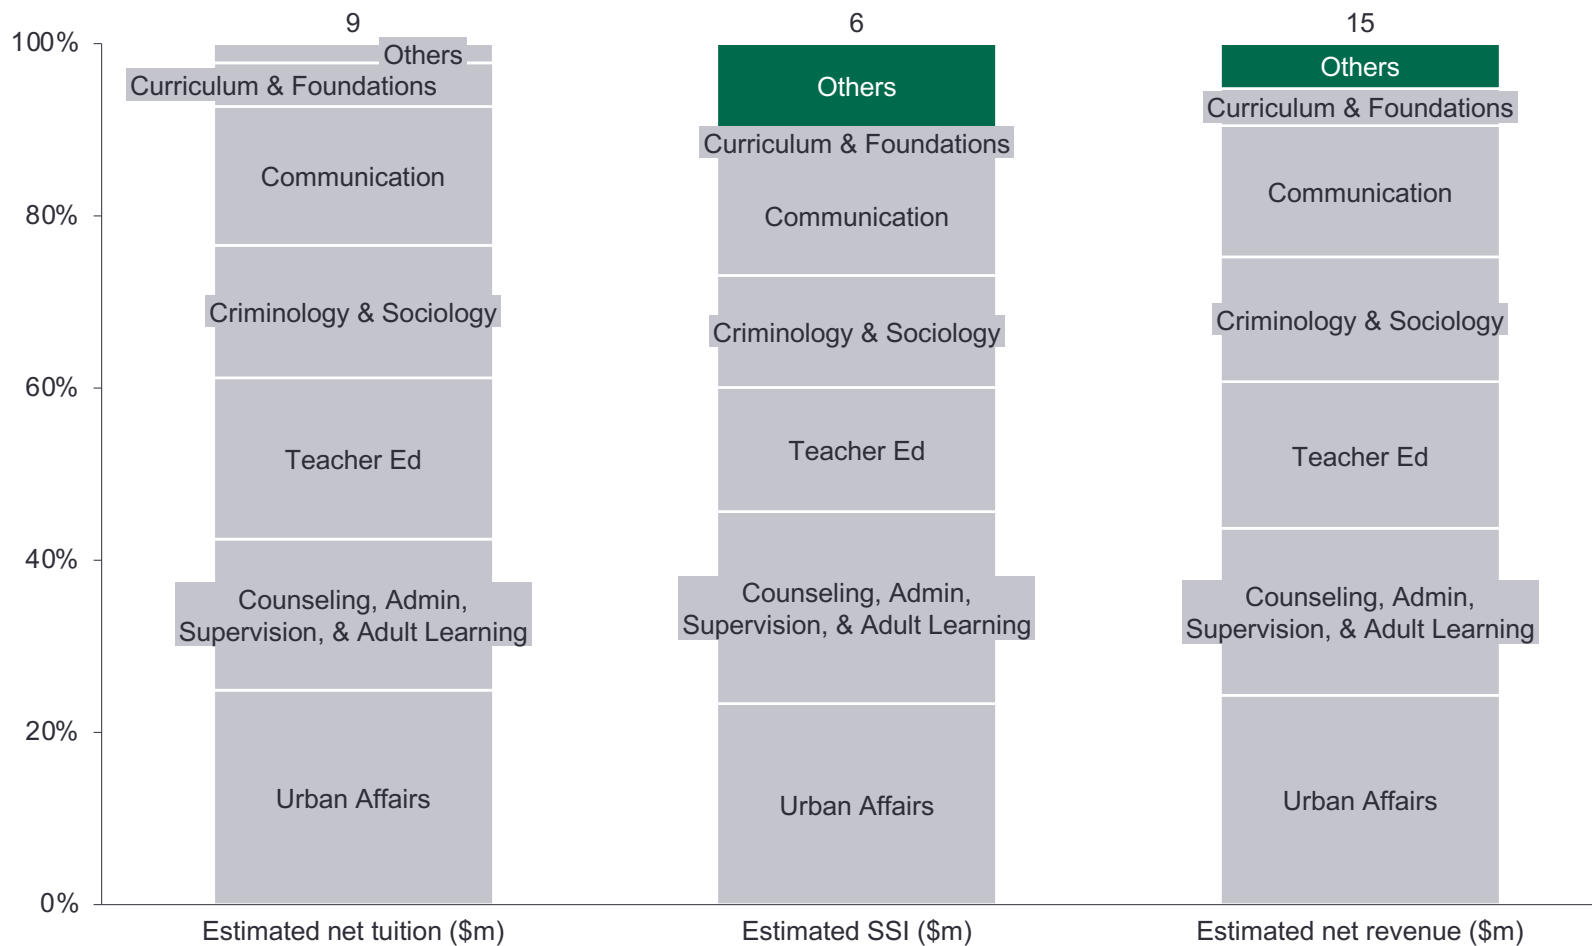 9
6
15
100%
80%
60%
40%
20%
0%
Others
Curriculum & Foundations
Communication
Criminology & Sociology
Teacher Ed
Counseling, Admin,
Supervision, & Adult Learning
Urban Affairs
Others
Curriculum & Foundations
Communication
Criminology & Sociology
Teacher Ed
Counseling, Admin,
Supervision, & Adult Learning
Urban Affairs
Others
Curriculum & Foundations
Communication
Criminology & Sociology
Teacher Ed
Counseling, Admin,
Supervision, & Adult Learning
Urban Affairs
Estimated net tuition ($m)
Estimated SSI ($m)
Estimated net revenue ($m)